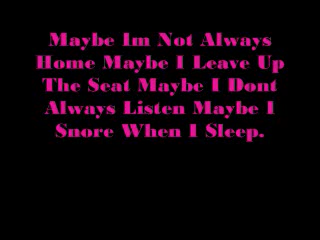 Maybe Im Not Always
Home Maybe I Leave Up
The Seat Maybe I Dont
Always Listen Maybe I
Snore When I Sleep.